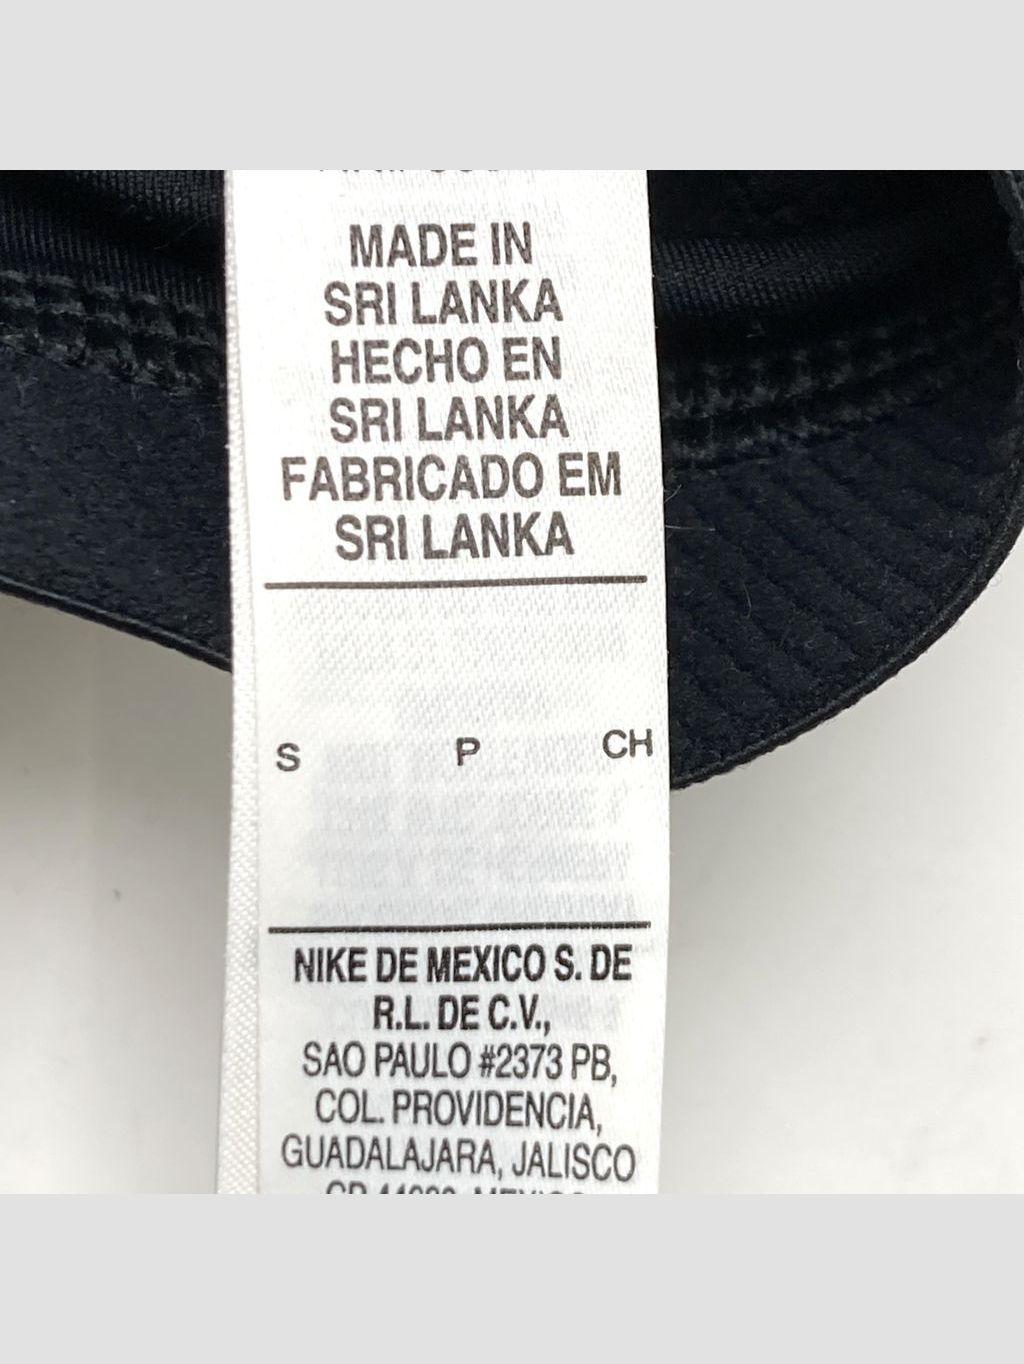 MADE IN
SRI LANKA
HECHO EN
SRI LANKA
FABRICADO EM
SRI LANKA
S P CH
NIKE DE MEXICO S. DE
R.L. DE C.V.,
SAO PAULO #2373 PB,
COL. PROVIDENCIA,
GUADALAJARA, JALISCO